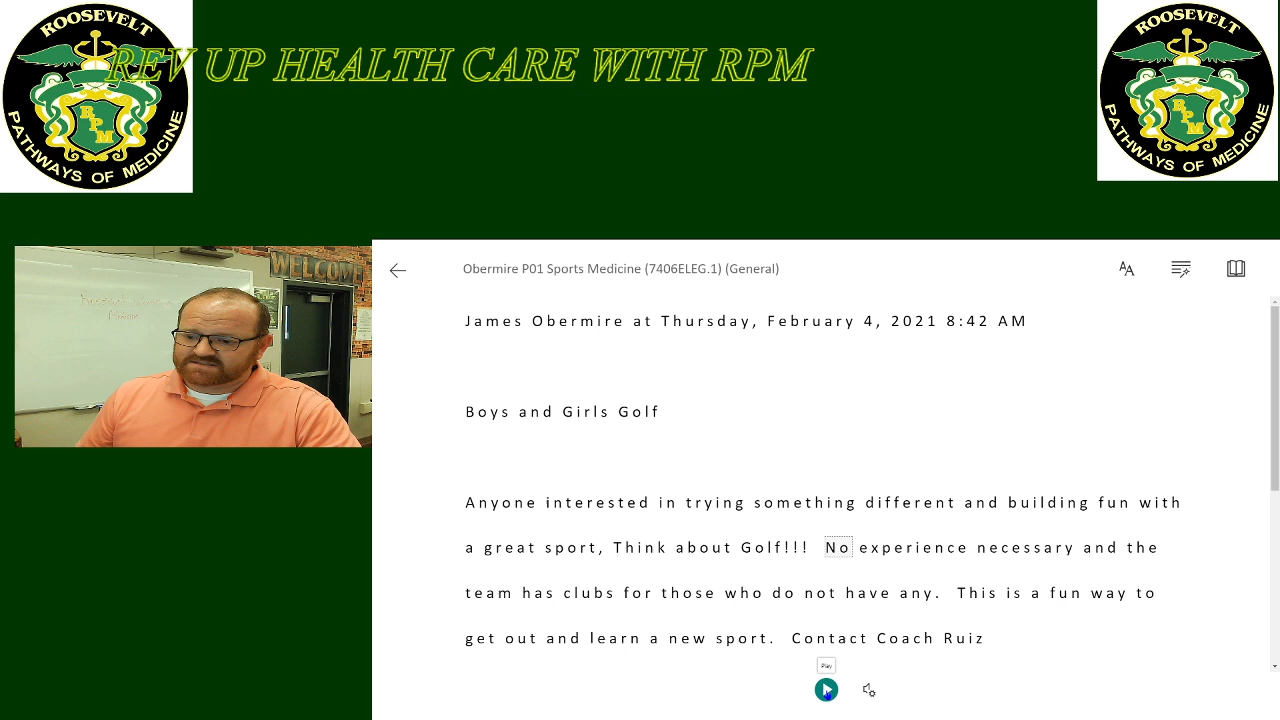 ROOSEVELT
PATHWAYS OF MEDICINE
RPM
REV UP HEALTH CARE WITH RPM
ROOSEVELT
PATHWAYS OF MEDICINE
RPM
WELCOME
Obermire P01 Sports Medicine (7406ELEG.1) (General)
James Obermire at Thursday, February 4, 2021 8:42 AM
Boys and Girls Golf
Anyone interested in trying something different and building fun with
a great sport, Think about Golf!!! No experience necessary and the
team has clubs for those who do not have any. This is a fun way to
get out and learn a new sport. Contact Coach Ruiz
Play